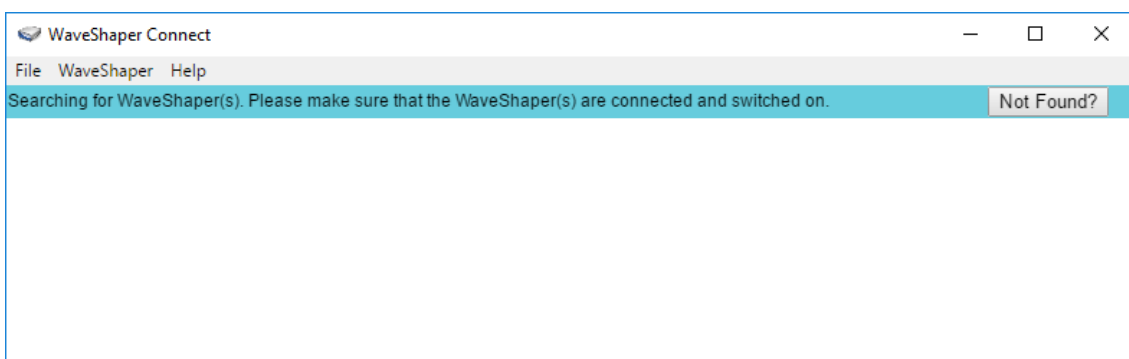 WaveShaper Connect
File WaveShaper Help
Searching for WaveShaper(s). Please make sure that the WaveShaper(s) are connected and switched on. Not Found?